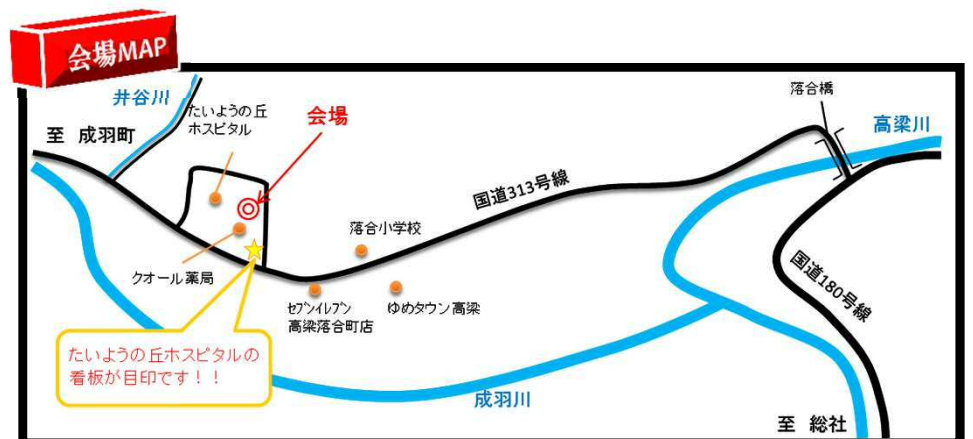 会場MAP
井谷川
至 成羽町
たいようの丘
ホスピタル
会場
落合橋
高梁川
国道313号線
落合小学校
クオール薬局
セブンイレブン
高梁落合町店
ゆめタウン高梁
国道180号線
たいようの丘ホスピタルの
看板が目印です！！
成羽川
至 総社